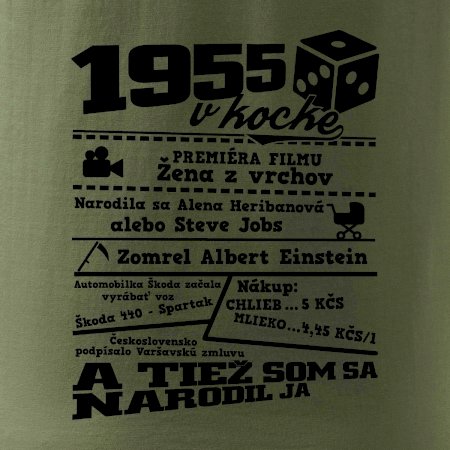 1955
v kocke
PREMIÉRA FILMU
Žena z vrchov
Narodila sa Alena Heribanová
alebo Steve Jobs
Zomrel Albert Einstein
Automobilka Škoda začala
vyrábať voz
Škoda 440 - Spartak
Nákup:
CHLIEB ... 5 KČS
MLIEKO...4,45 KČS/l
Československo
podpísalo Varšavskú zmluvu
A TIEŽ SOM SA
NARODIL JA